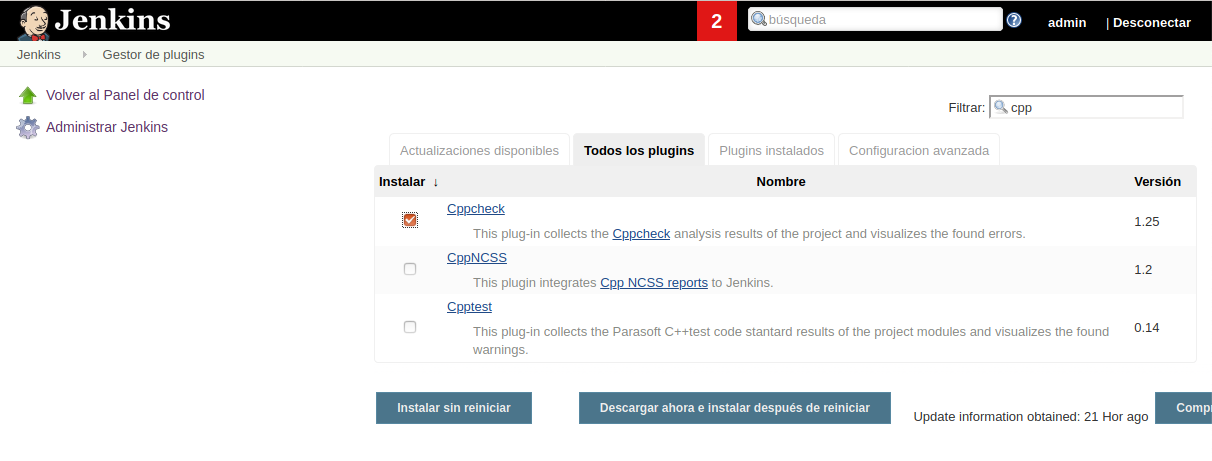 Jenkins
2
búsqueda
admin
| Desconectar
Jenkins
Gestor de plugins
Volver al Panel de control
Administrar Jenkins
Filtrar: cpp
Actualizaciones disponibles
Todos los plugins
Plugins instalados
Configuracion avanzada
Instalar ↓ Nombre Versión
Cppcheck
This plug-in collects the Cppcheck analysis results of the project and visualizes the found errors.
1.25
CppNCSS
This plugin integrates Cpp NCSS reports to Jenkins.
1.2
Cpptest
This plug-in collects the Parasoft C++test code stantard results of the project modules and visualizes the found
warnings.
0.14
Instalar sin reiniciar
Descargar ahora e instalar después de reiniciar
Update information obtained: 21 Hor ago
Compr